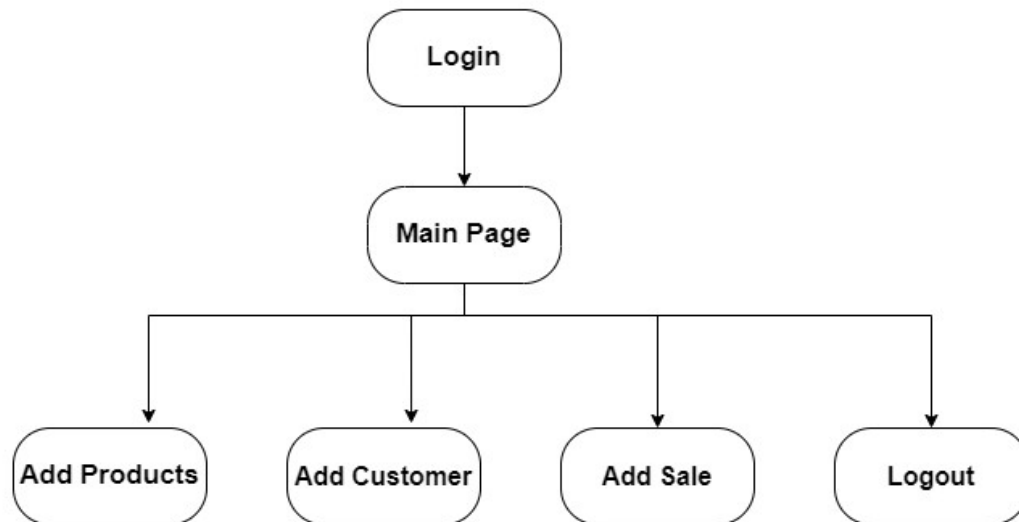 Login
Main Page
Add Products
Add Customer
Add Sale
Logout